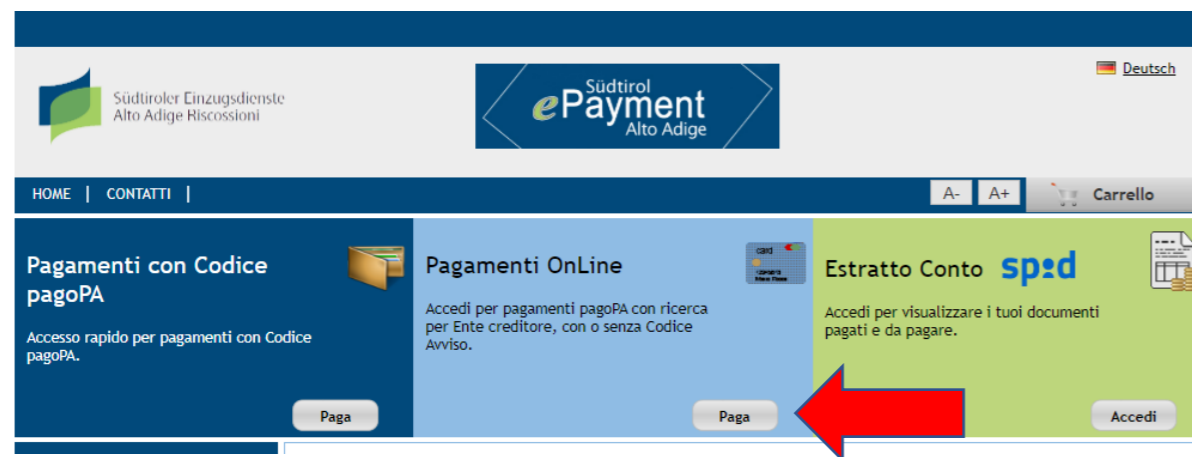 Südtiroler Einzugsdienste
Alto Adige Riscossioni
Südtirol
ePayment
Alto Adige
Deutsch
HOME | CONTATTI |
A- A+ Carrello
Pagamenti con Codice
pagoPA
Accesso rapido per pagamenti con Codice
pagoPA.
Paga
Pagamenti OnLine
card
Accedi per pagamenti pagoPA con ricerca
per Ente creditore, con o senza Codice
Avviso.
Paga
Estratto Conto spid
Accedi per visualizzare i tuoi documenti
pagati e da pagare.
Accedi